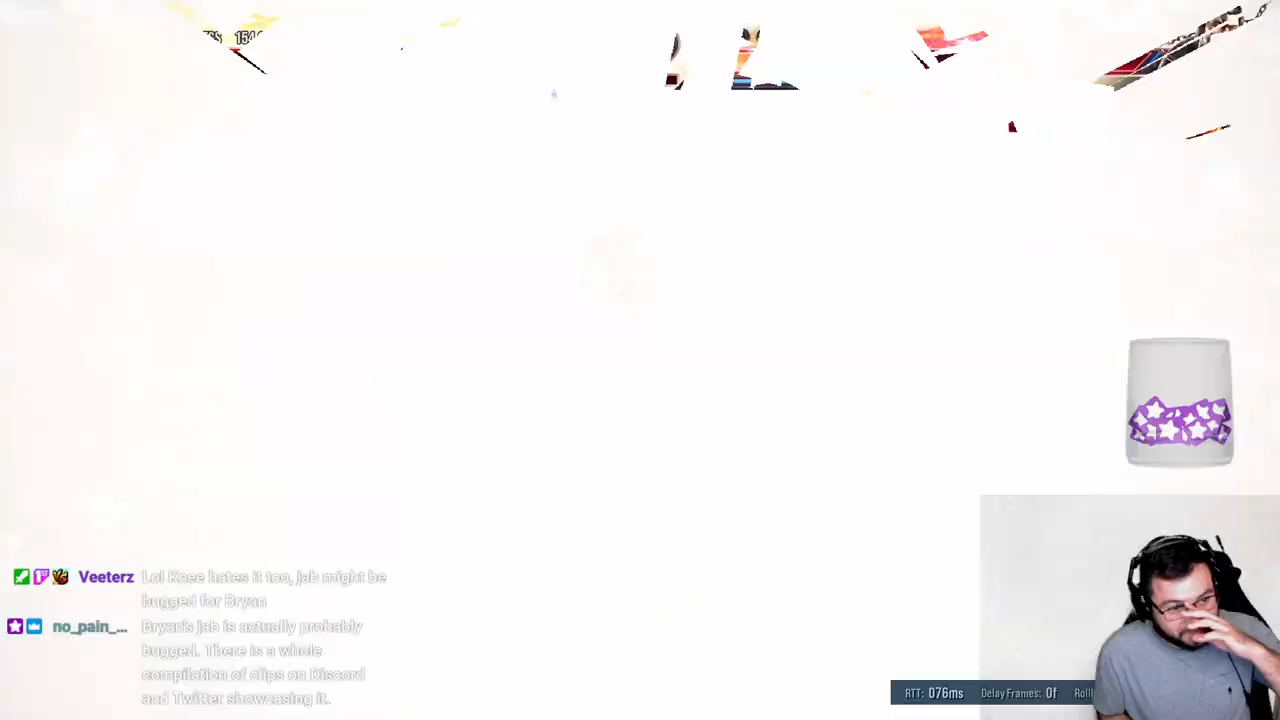 Veeterz Lol Knee hates it too, jab might be
bugged for Bryan
no_pain_... Bryan's jab is actually probably
bugged. There is a whole
compilation of clips on Discord
and Twitter showcasing it.
RTT: 076ms Delay Frames: 0f